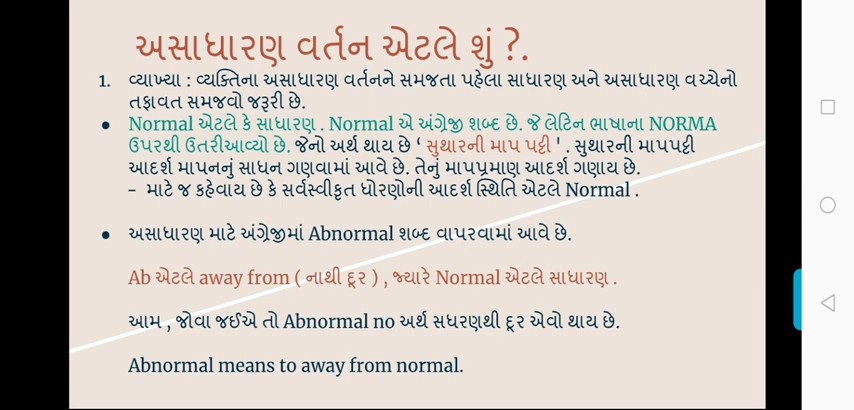 અસાધારણ વર્તન એટલે શું ?.
1. વ્યાખ્યા : વ્યક્તિના અસાધારણ વર્તનને સમજતા પહેલા સાધારણ અને અસાધારણ વચ્ચેનો
તફાવત સમજવો જરૂરી છે.
● Normal એટલે કે સાધારણ . Normal એ અંગ્રેજી શબ્દ છે. જે લેટિન ભાષાના NORMA
ઉપરથી ઉતરીઆવ્યો છે. જેનો અર્થ થાય છે ‘ સુથારની માપ પટ્ટી ' . સુથારની માપપટ્ટી
આદર્શ માપનનું સાધન ગણવામાં આવે છે. તેનું માપપ્રમાણ આદર્શ ગણાય છે.
– માટે જ કહેવાય છે કે સર્વસ્વીકૃત ધોરણોની આદર્શ સ્થિતિ એટલે Normal .
● અસાધારણ માટે અંગ્રેજીમાં Abnormal શબ્દ વાપરવામાં આવે છે.
Ab એટલે away from ( નાથી દૂર ) , જ્યારે Normal એટલે સાધારણ .
આમ , જોવા જઈએ તો Abnormal no અર્થ સધરણથી દૂર એવો થાય છે.
Abnormal means to away from normal.